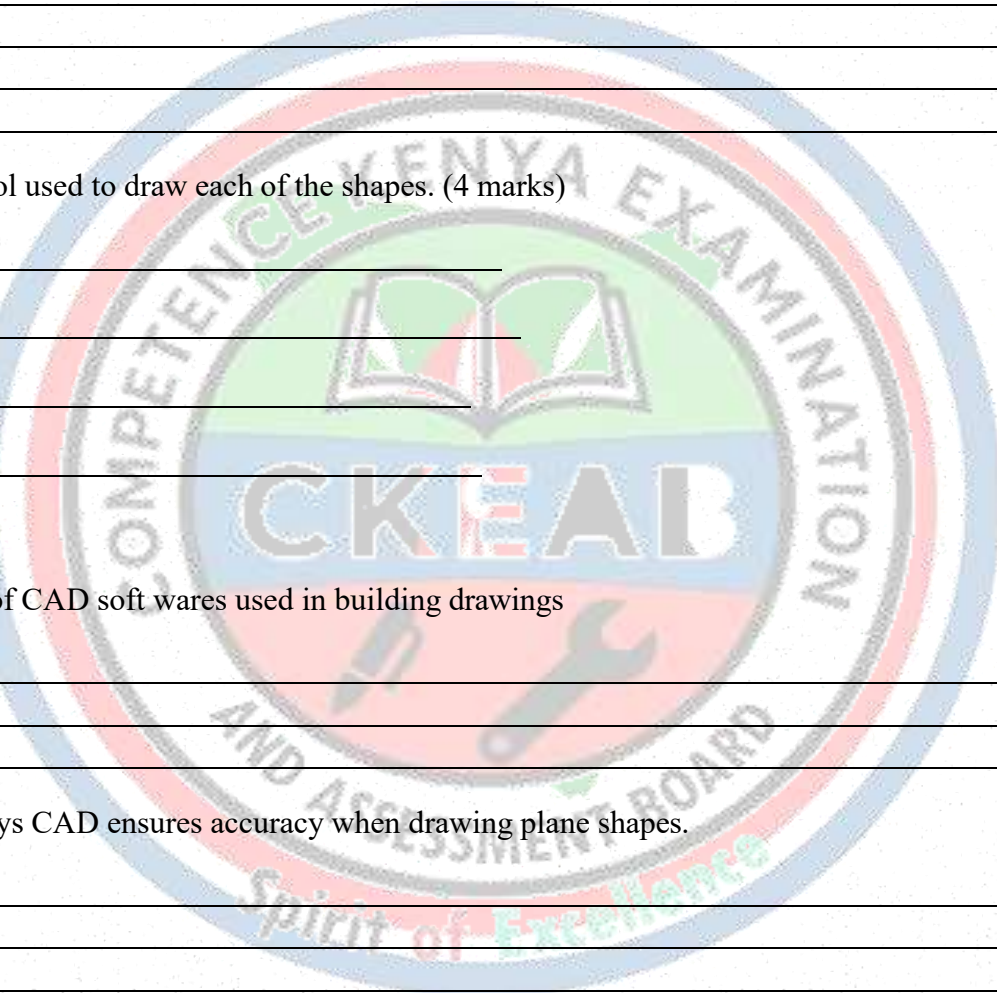 COMPETENCE KENYA EXAMINATION
ol used to draw each of the shapes. (4 marks)
CKEAB
of CAD soft wares used in building drawings
AND ASSESSMENT BOARD
ys CAD ensures accuracy when drawing plane shapes.
Spirit of Excellence